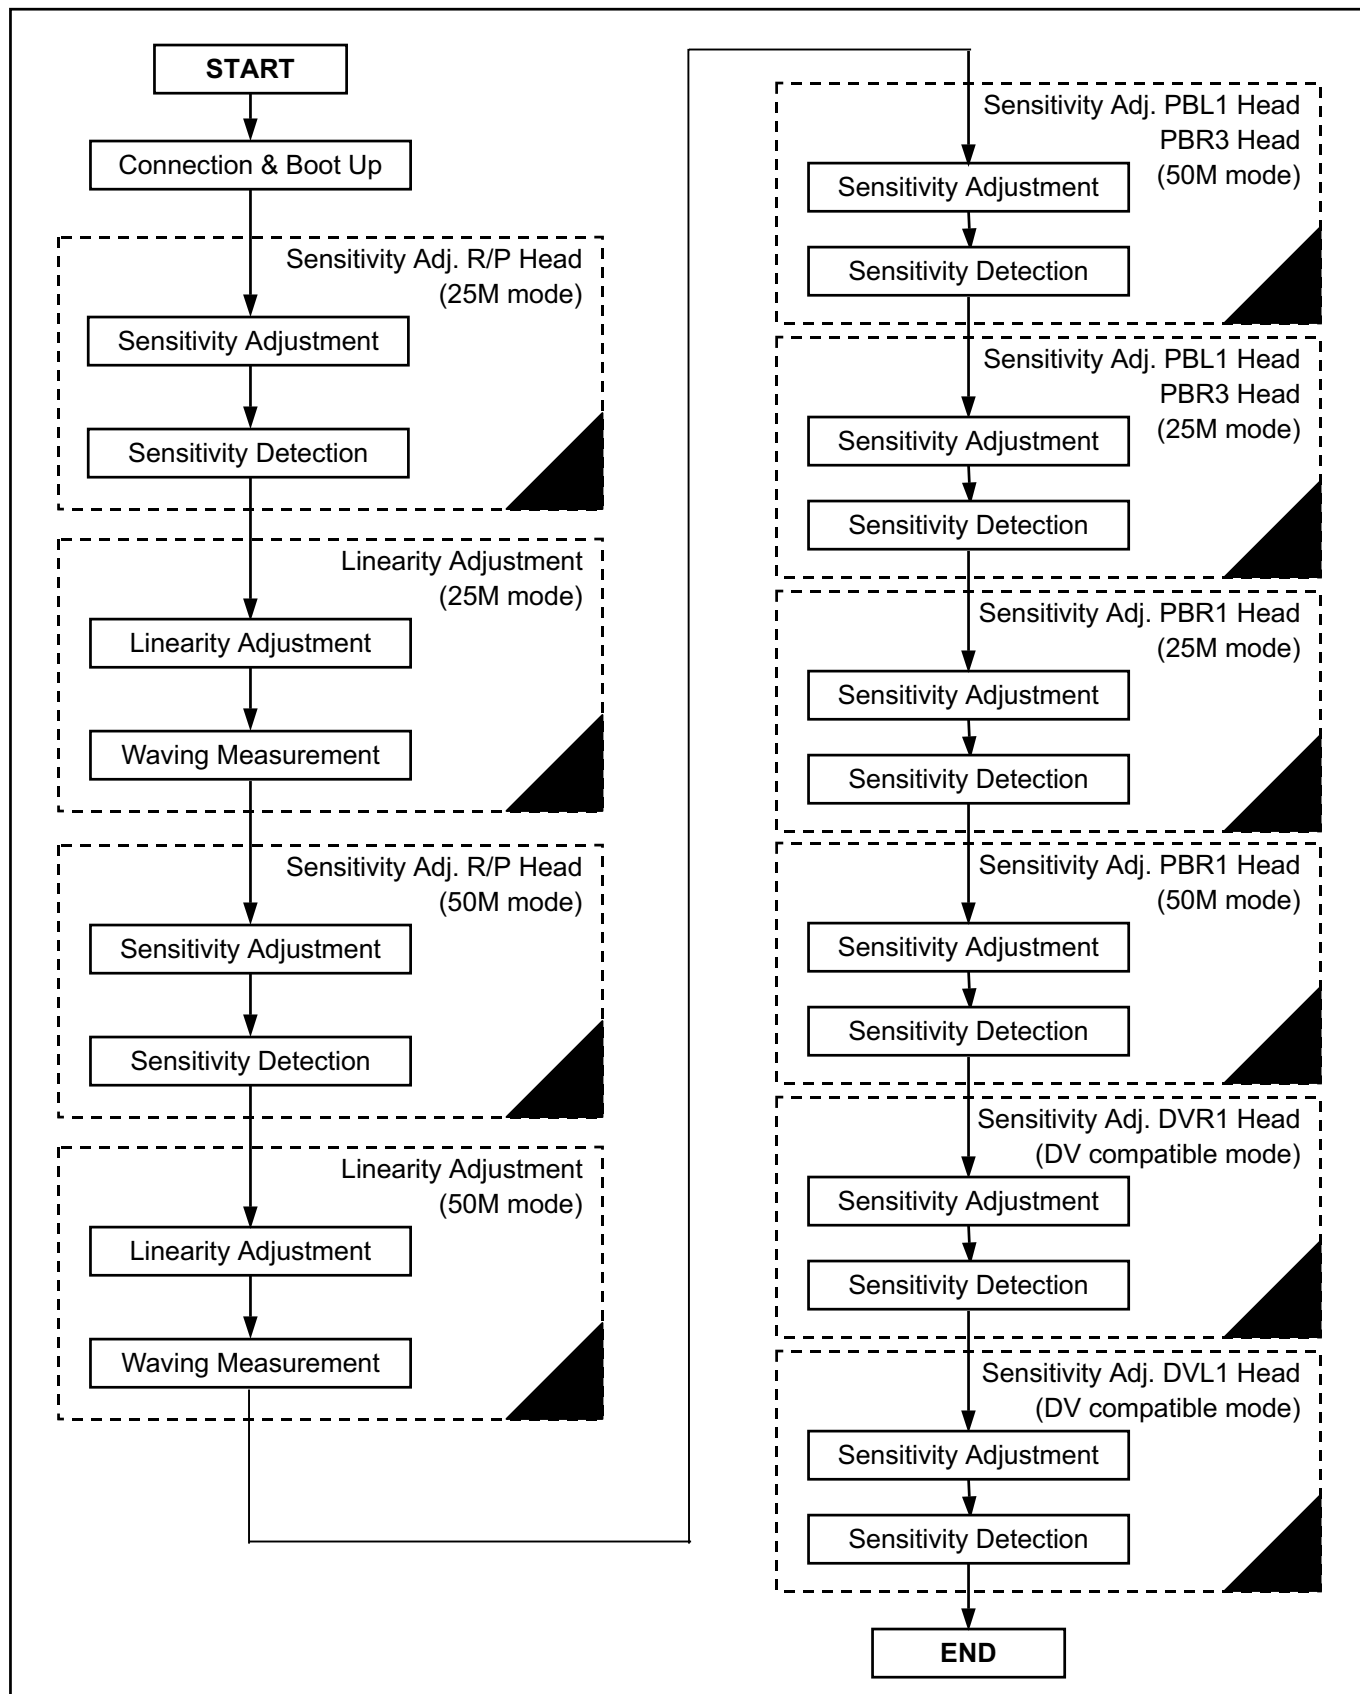 START
Connection & Boot Up
Sensitivity Adj. R/P Head
(25M mode)
Sensitivity Adjustment
Sensitivity Detection
Linearity Adjustment
(25M mode)
Linearity Adjustment
Waving Measurement
Sensitivity Adj. R/P Head
(50M mode)
Sensitivity Adjustment
Sensitivity Detection
Linearity Adjustment
(50M mode)
Linearity Adjustment
Waving Measurement
Sensitivity Adj. PBL1 Head
PBR3 Head
(50M mode)
Sensitivity Adjustment
Sensitivity Detection
Sensitivity Adj. PBL1 Head
PBR3 Head
(25M mode)
Sensitivity Adjustment
Sensitivity Detection
Sensitivity Adj. PBR1 Head
(25M mode)
Sensitivity Adjustment
Sensitivity Detection
Sensitivity Adj. PBR1 Head
(50M mode)
Sensitivity Adjustment
Sensitivity Detection
Sensitivity Adj. DVR1 Head
(DV compatible mode)
Sensitivity Adjustment
Sensitivity Detection
Sensitivity Adj. DVL1 Head
(DV compatible mode)
Sensitivity Adjustment
Sensitivity Detection
END